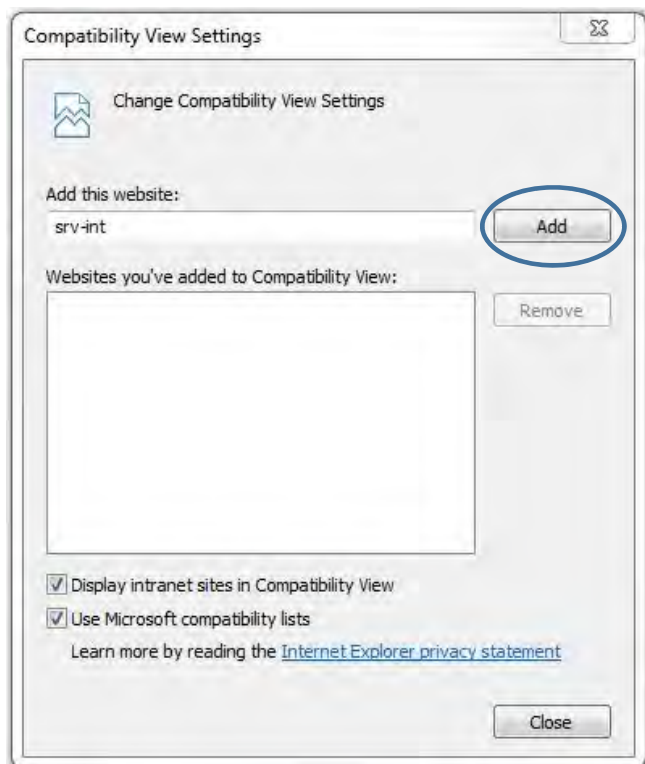 Compatibility View Settings
Change Compatibility View Settings
Add this website:
srv-int
Add
Websites you've added to Compatibility View:
Remove
Display intranet sites in Compatibility View
Use Microsoft compatibility lists
Learn more by reading the Internet Explorer privacy statement
Close